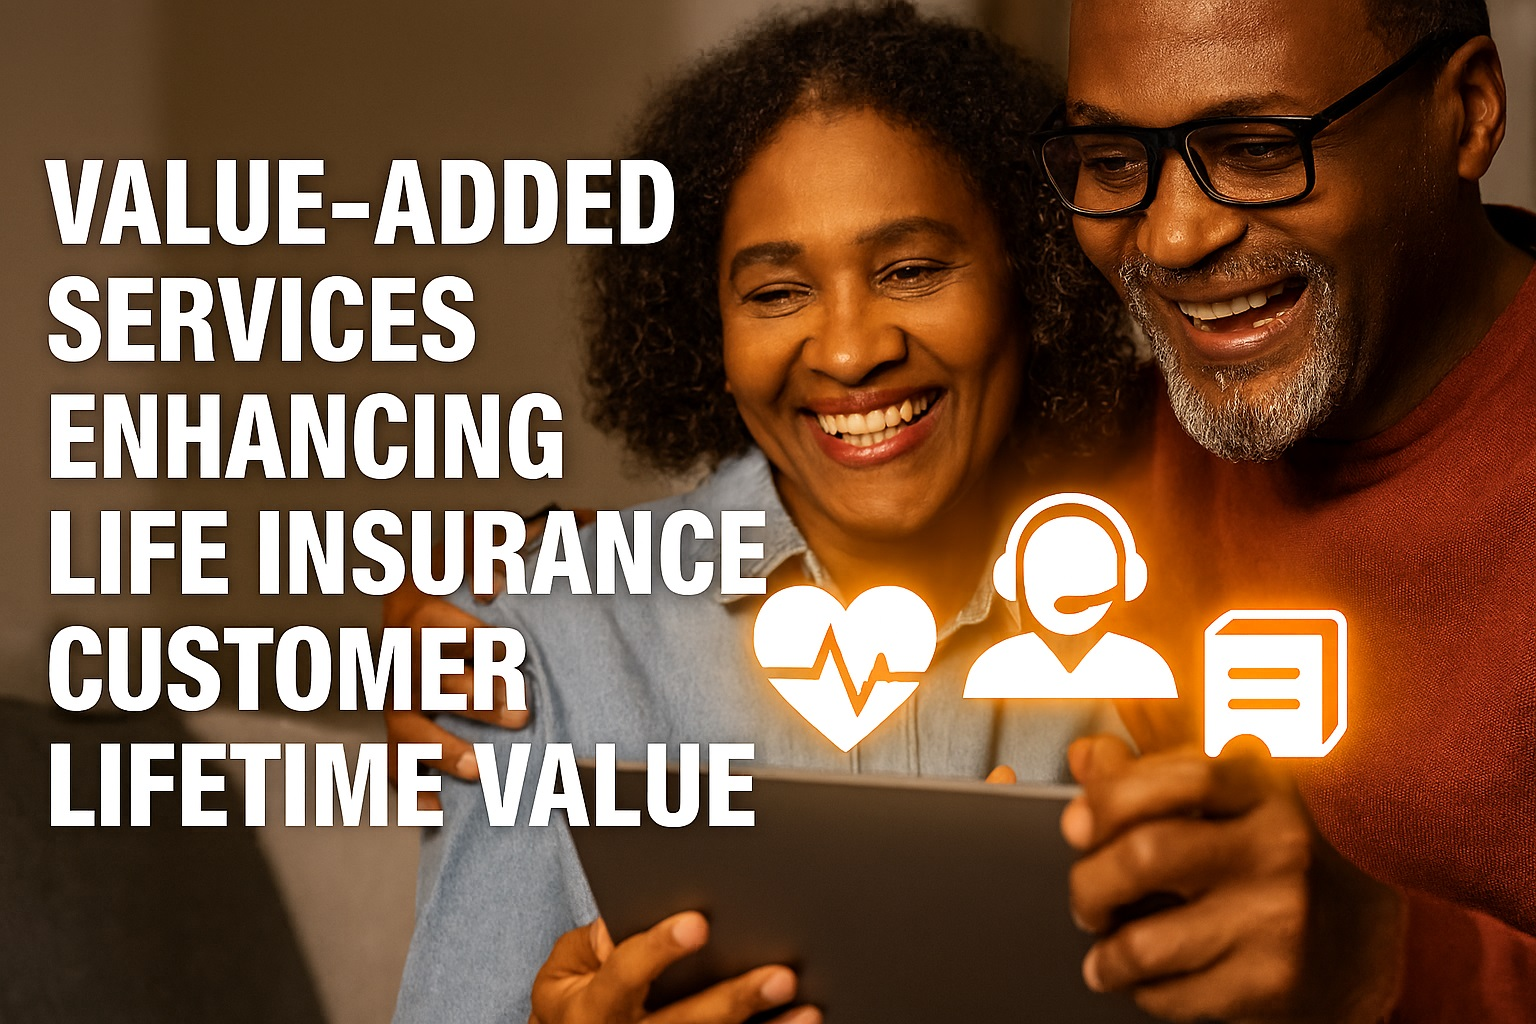 VALUE-ADDED
SERVICES
ENHANCING
LIFE INSURANCE
CUSTOMER
LIFETIME VALUE